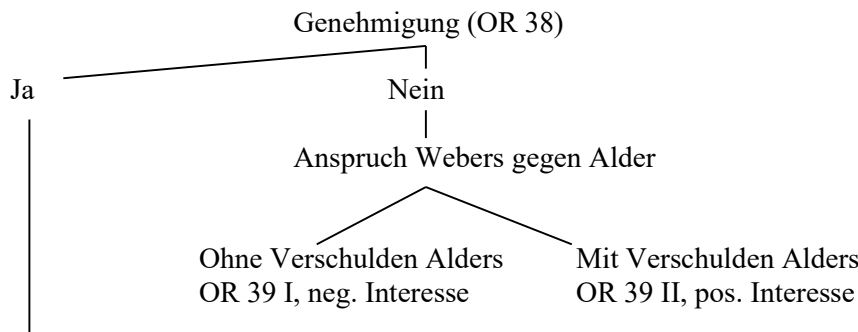 Genehmigung (OR 38)
Ja
Nein
Anspruch Webers gegen Alder
Ohne Verschulden Alders
OR 39 I, neg. Interesse
Mit Verschulden Alders
OR 39 II, pos. Interesse